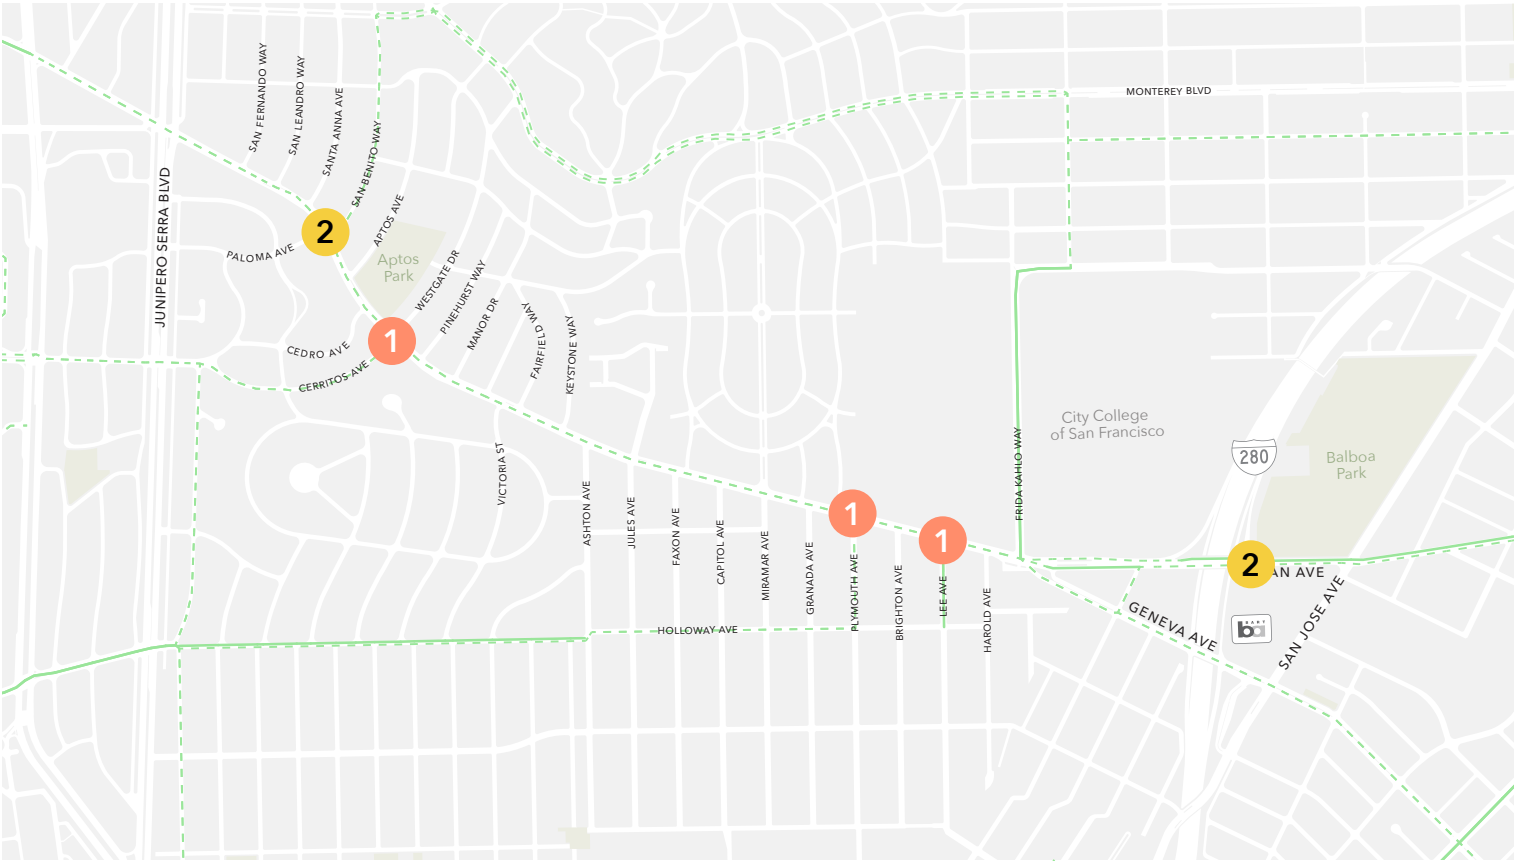 SAN FERNANDO WAY
SAN LEANDRO WAY
SANTA ANNA AVE
SAN BENITO WAY
MONTEREY BLVD
JUNIPERO SERRA BLVD
APTOS AVE
2
PALOMA AVE
Aptos
Park
WESTGATE DR
PINEHURST WAY
MANOR DR
FAIRFIELD WAY
KEYSTONE WAY
1
CEDRO AVE
CERRITOS AVE
City College
of San Francisco
FRIDA KAHLO WAY
280
Balboa
Park
VICTORIA ST
ASHTON AVE
JULES AVE
FAXON AVE
CAPITOL AVE
MIRAMAR AVE
GRANADA AVE
1
PLYMOUTH AVE
BRIGHTON AVE
1
LEE AVE
HAROLD AVE
HOLLOWAY AVE
2
AN AVE
GENEVA AVE
BART
ba
SAN JOSE AVE